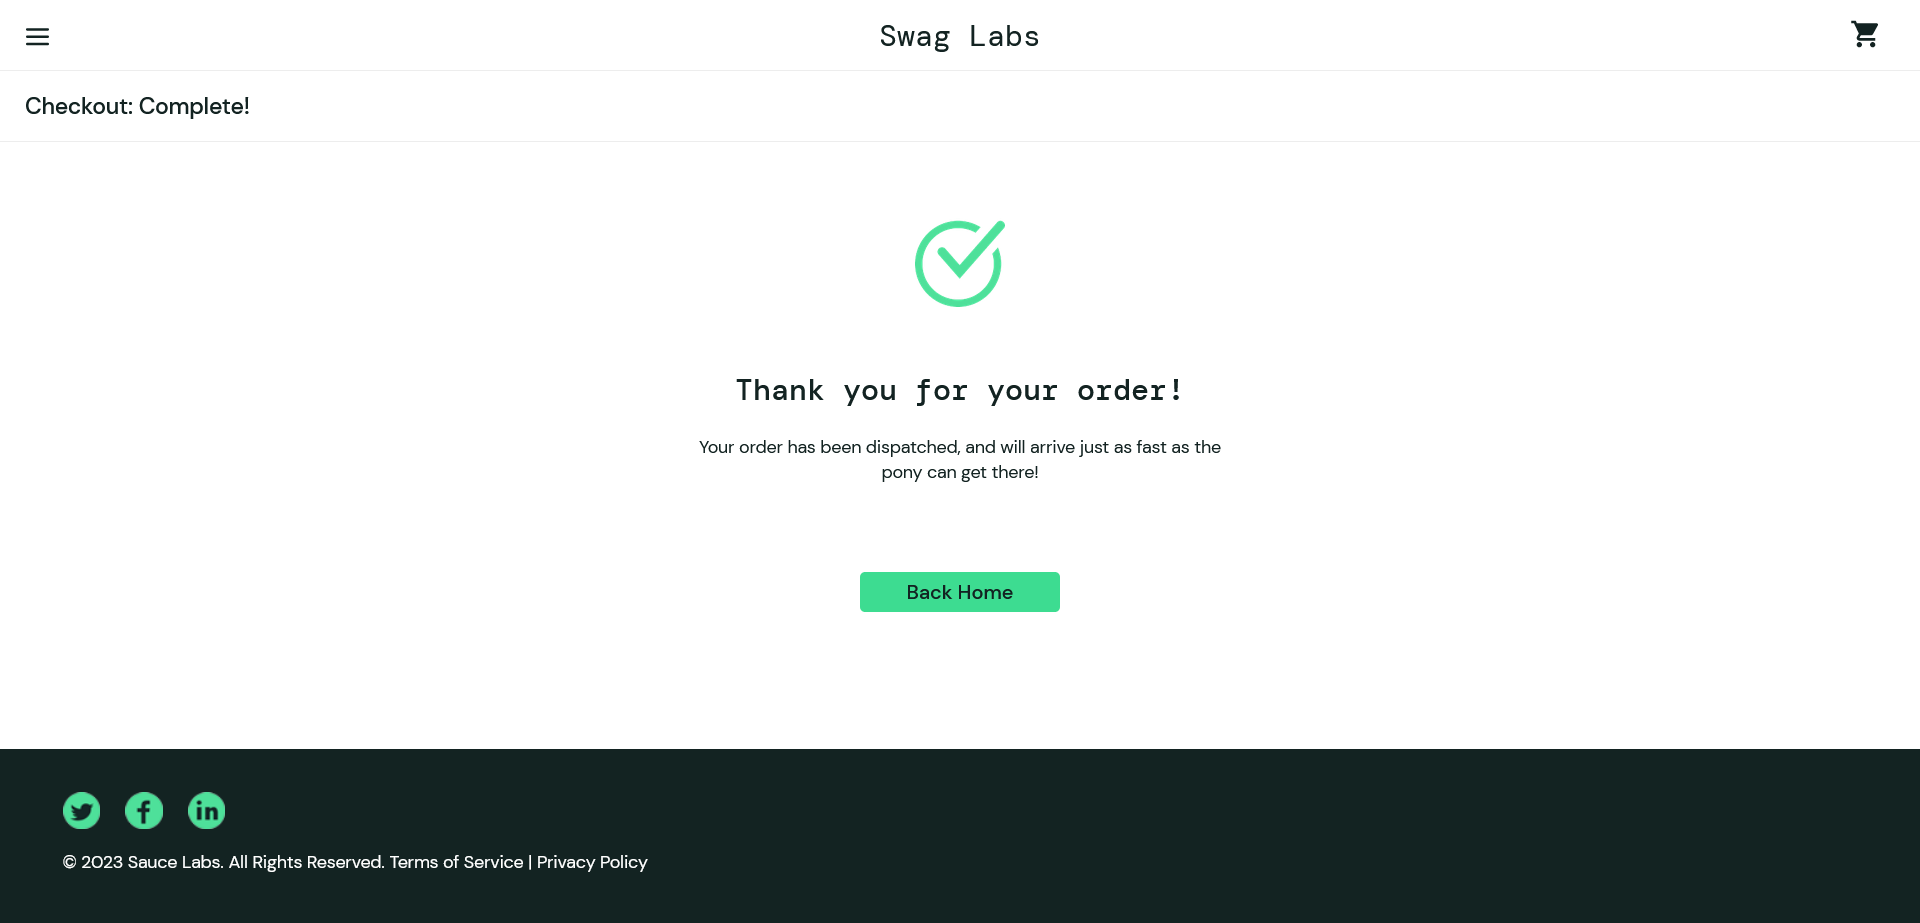 Swag Labs
Checkout: Complete!
Thank you for your order!
Your order has been dispatched, and will arrive just as fast as the
pony can get there!
Back Home
© 2023 Sauce Labs. All Rights Reserved. Terms of Service | Privacy Policy